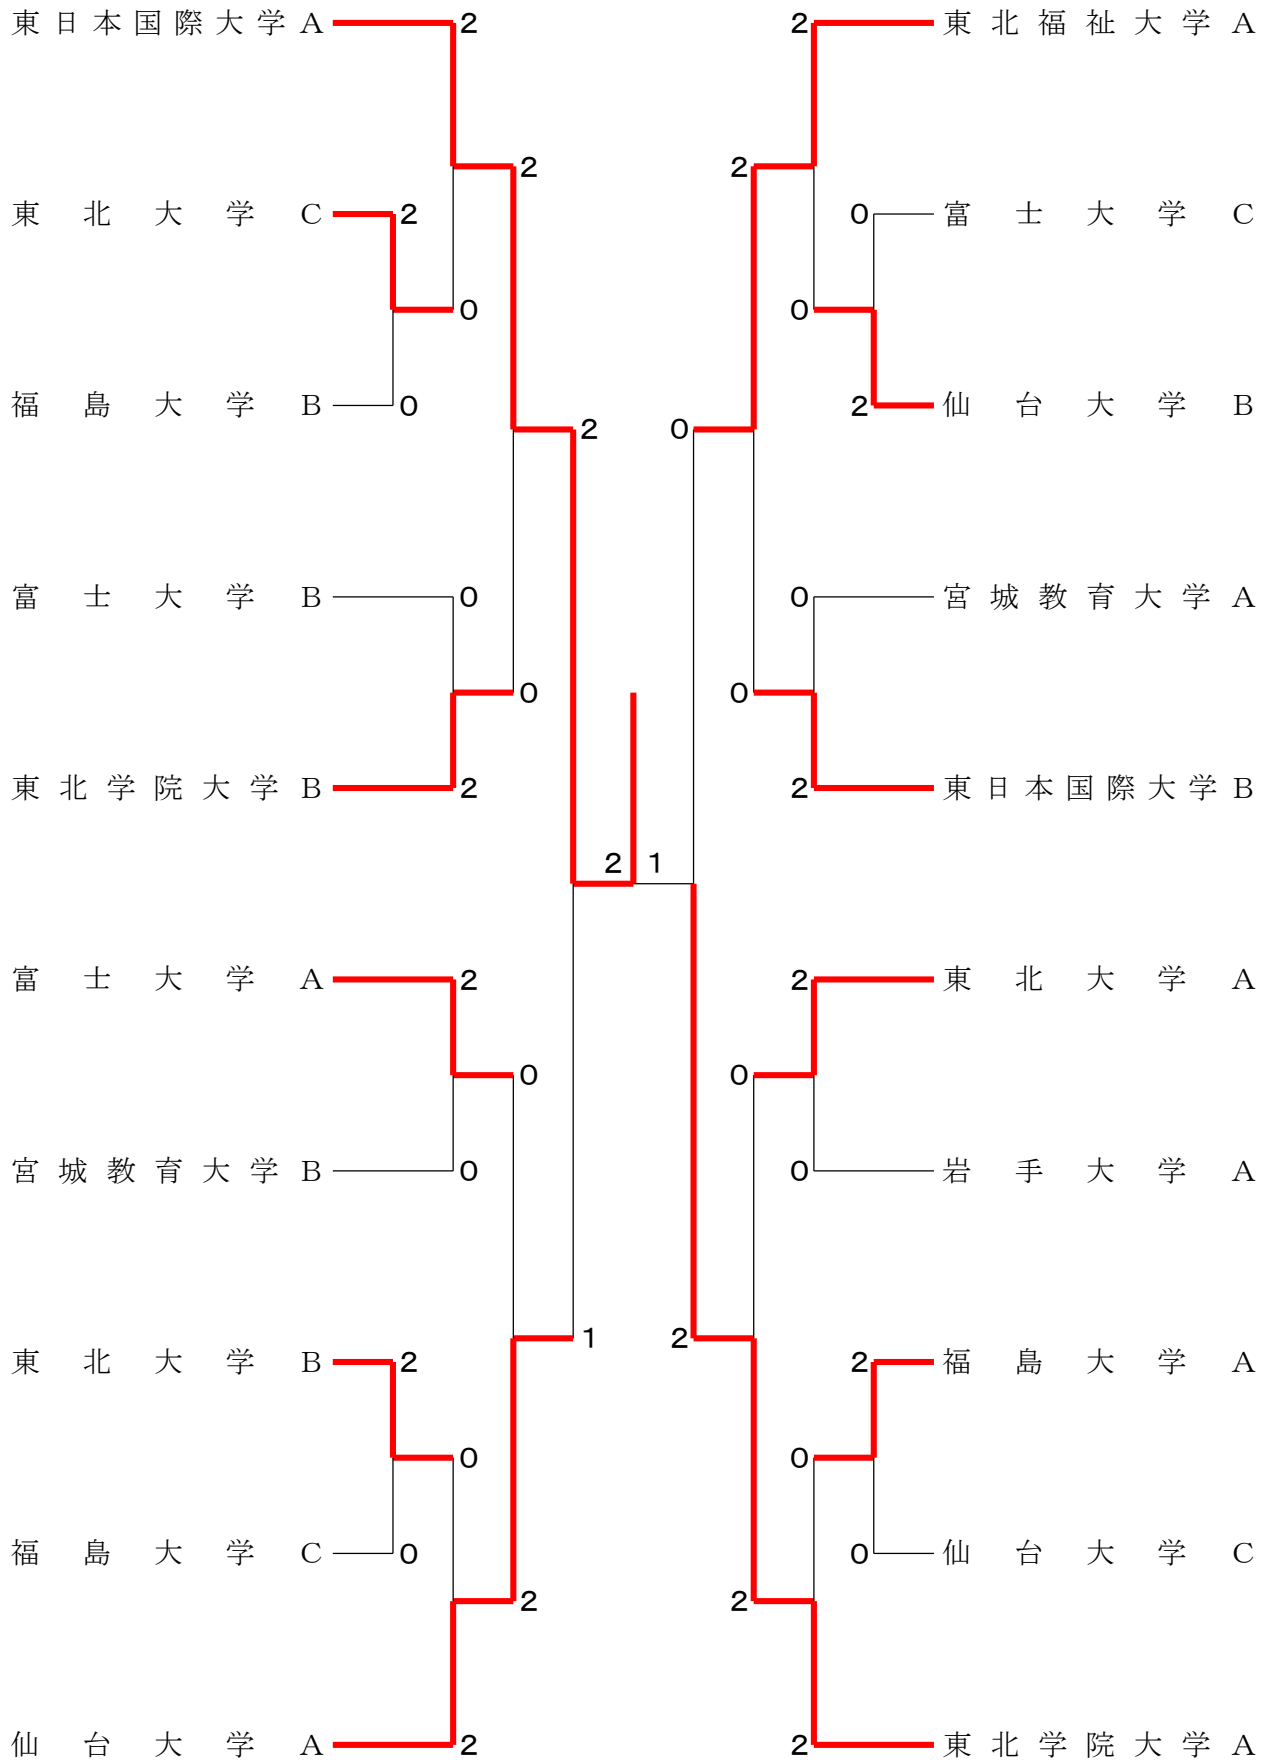 東日本国際大学A 2 2 東北福祉大学A
2 2
東北大学C 2 0 富士大学C
0 0
福島大学B 0 2 仙台大学B
2 0
富士大学B 0 0 宮城教育大学A
0 0
東北学院大学B 2 2 東日本国際大学B
2 1
富士大学A 2 2 東北大学A
0 0
宮城教育大学B 0 0 岩手大学A
1 2
東北大学B 2 2 福島大学A
0 0
福島大学C 0 0 仙台大学C
2 2
仙台大学A 2 2 東北学院大学A